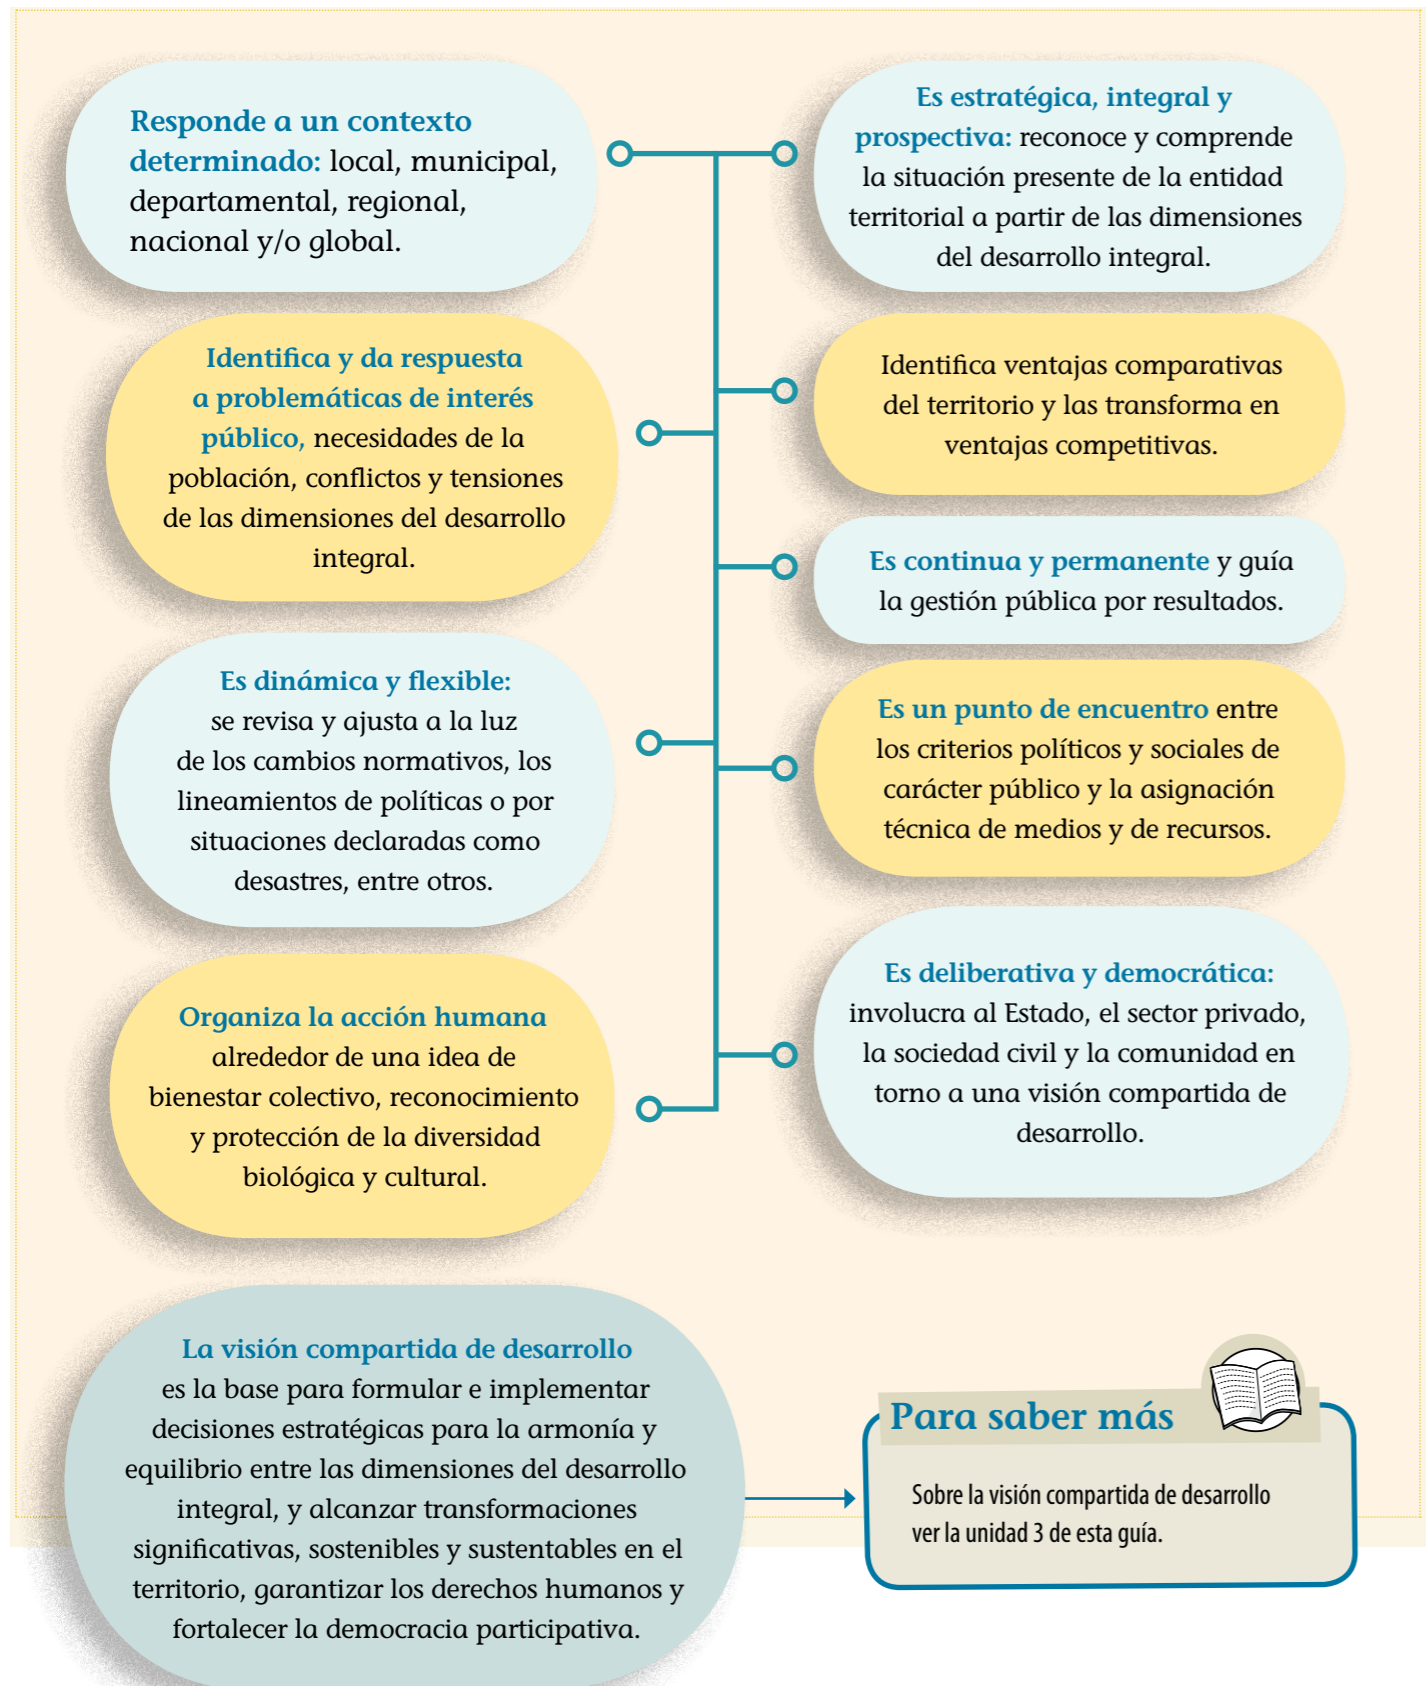 Responde a un contexto
determinado: local, municipal,
departamental, regional,
nacional y/o global.
Identifica y da respuesta
a problemáticas de interés
público, necesidades de la
población, conflictos y tensiones
de las dimensiones del desarrollo
integral.
Es dinámica y flexible:
se revisa y ajusta a la luz
de los cambios normativos, los
lineamientos de políticas o por
situaciones declaradas como
desastres, entre otros.
Organiza la acción humana
alrededor de una idea de
bienestar colectivo, reconocimiento
y protección de la diversidad
biológica y cultural.
Es estratégica, integral y
prospectiva: reconoce y comprende
la situación presente de la entidad
territorial a partir de las dimensiones
del desarrollo integral.
Identifica ventajas comparativas
del territorio y las transforma en
ventajas competitivas.
Es continua y permanente y guía
la gestión pública por resultados.
Es un punto de encuentro entre
los criterios políticos y sociales de
carácter público y la asignación
técnica de medios y de recursos.
Es deliberativa y democrática:
involucra al Estado, el sector privado,
la sociedad civil y la comunidad en
torno a una visión compartida de
desarrollo.
La visión compartida de desarrollo
es la base para formular e implementar
decisiones estratégicas para la armonía y
equilibrio entre las dimensiones del desarrollo
integral, y alcanzar transformaciones
significativas, sostenibles y sustentables en el
territorio, garantizar los derechos humanos y
fortalecer la democracia participativa.
Para saber más
Sobre la visión compartida de desarrollo
ver la unidad 3 de esta guía.